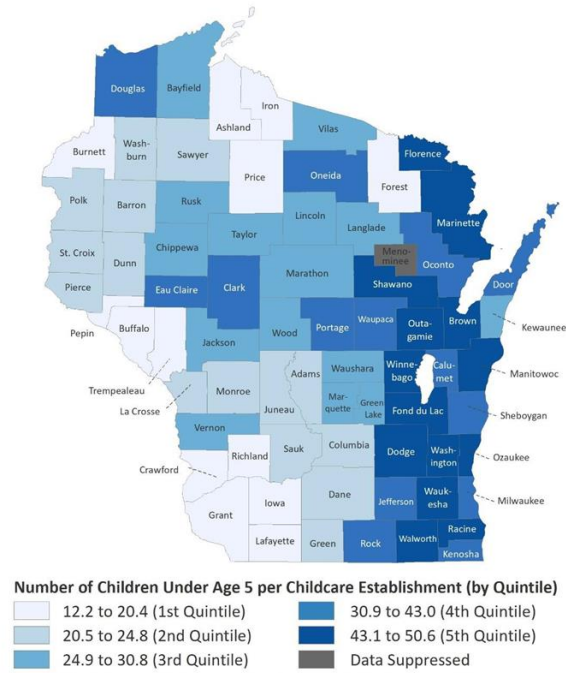 Douglas
Bayfield
Ashland
Iron
Vilas
Burnett
Wash-
burn
Sawyer
Price
Oneida
Forest
Florence
Marinette
Polk
Barron
Rusk
Lincoln
Langlade
Taylor
Oconto
Meno-
minee
Door
St. Croix
Dunn
Chippewa
Marathon
Shawano
Pierce
Eau Claire
Clark
Pepin
Buffalo
Trempealeau
Jackson
Wood
Portage
Waupaca
Outa-
gamie
Brown
Kewaunee
La Crosse
Monroe
Juneau
Adams
Waushara
Winne-
bago
Calu-
met
Manitowoc
Mar-
quette
Green
Lake
Fond du Lac
Sheboygan
Vernon
Crawford
Richland
Sauk
Columbia
Dodge
Wash-
ington
Ozaukee
Grant
Iowa
Dane
Jefferson
Wauk-
esha
Milwaukee
Lafayette
Green
Rock
Walworth
Racine
Kenosha
Number of Children Under Age 5 per Childcare Establishment (by Quintile)
12.2 to 20.4 (1st Quintile)
20.5 to 24.8 (2nd Quintile)
24.9 to 30.8 (3rd Quintile)
30.9 to 43.0 (4th Quintile)
43.1 to 50.6 (5th Quintile)
Data Suppressed